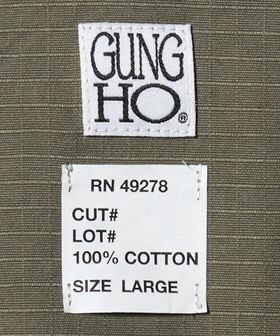 GUNG
HO®
RN 49278
CUT#
LOT#
100% COTTON
SIZE LARGE